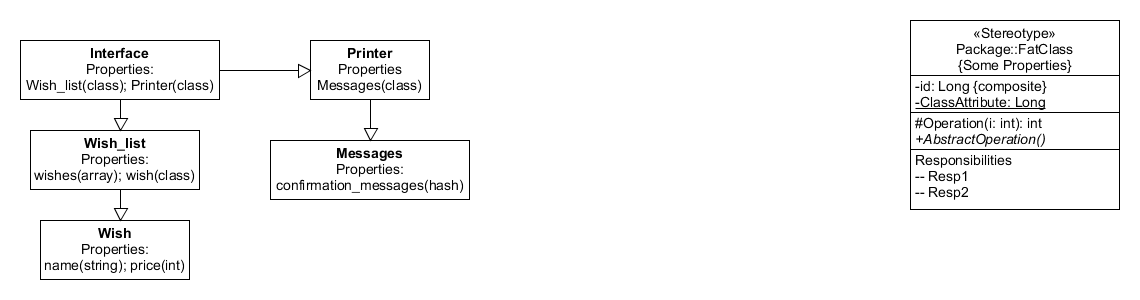 Interface
Properties:
Wish_list(class); Printer(class)
Printer
Properties
Messages(class)
Wish_list
Properties:
wishes(array); wish(class)
Messages
Properties:
confirmation_messages(hash)
Wish
Properties:
name(string); price(int)
«Stereotype»
Package::FatClass
{Some Properties}
-id: Long {composite}
-ClassAttribute: Long
#Operation(i: int): int
+AbstractOperation()
Responsibilities
-- Resp1
-- Resp2